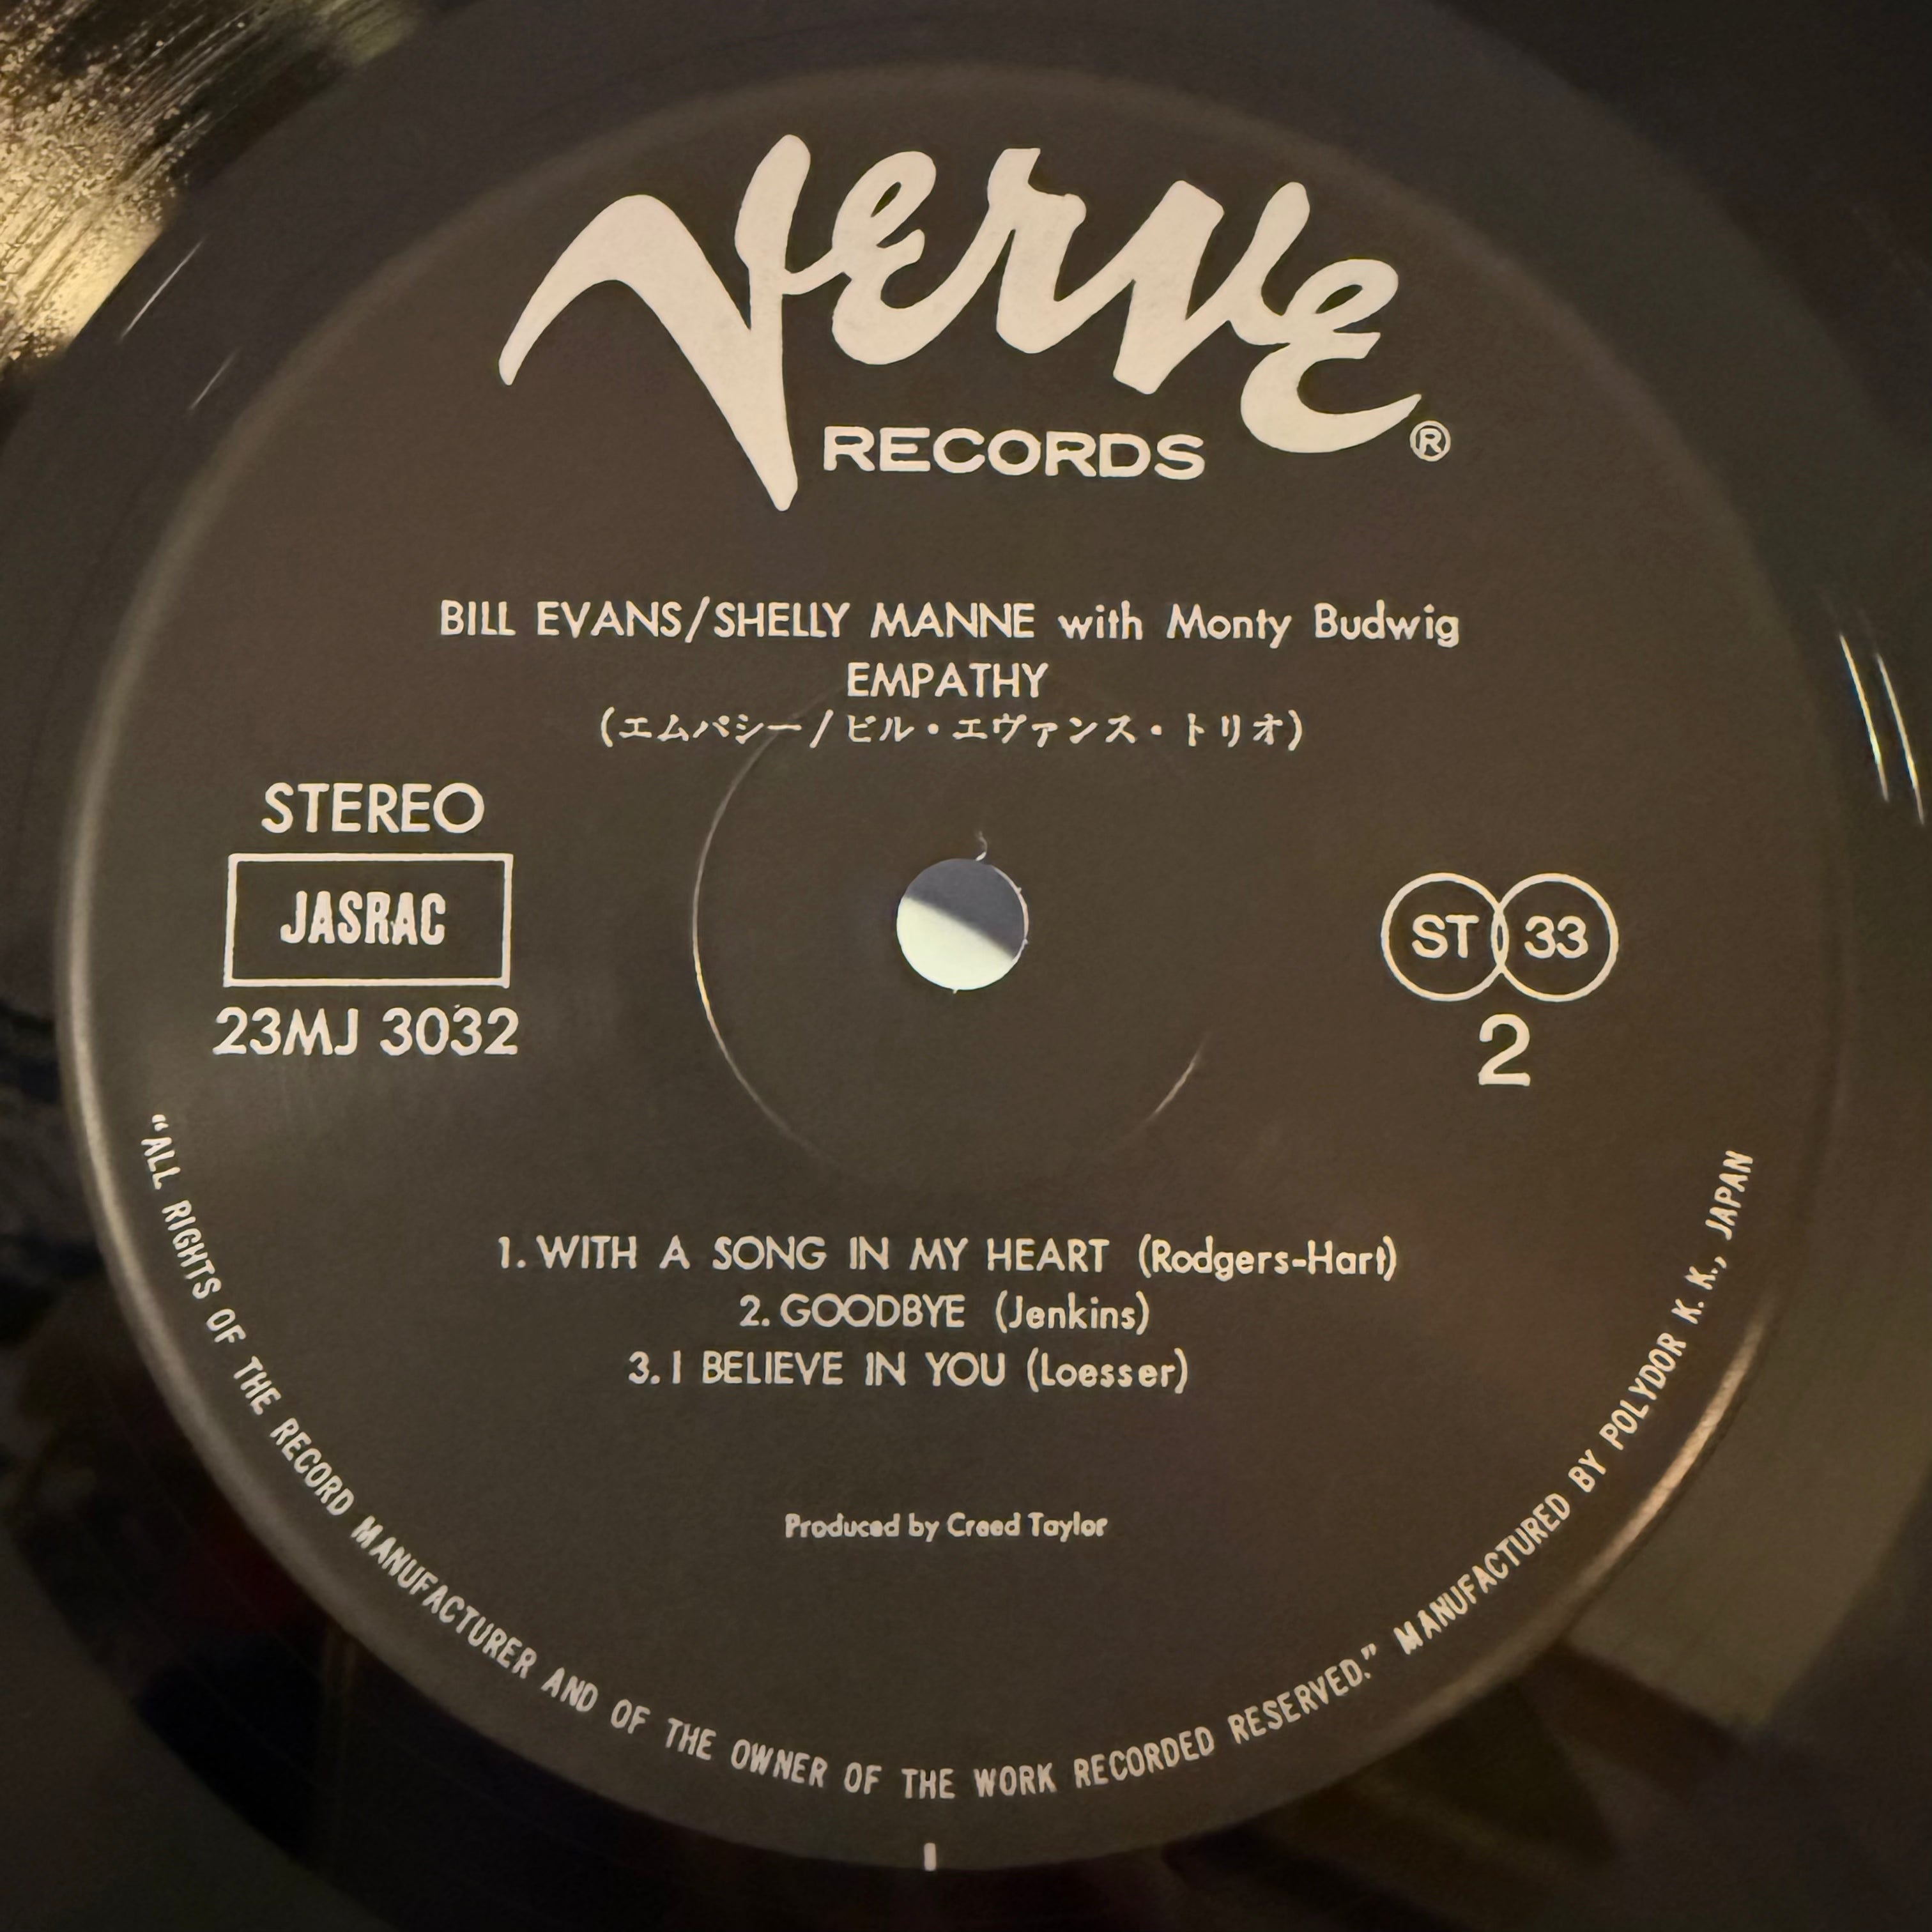 Verve
RECORDS®
BILL EVANS/SHELLY MANNE with Monty Budwig
EMPATHY
(エムパシー/ビル・エヴァンス・トリオ)
STEREO
JASRAC
23MJ 3032
ST 33
2
1. WITH A SONG IN MY HEART (Rodgers-Hart)
2. GOODBYE (Jenkins)
3. I BELIEVE IN YOU (Loesser)
Produced by Creed Taylor
“ALL RIGHTS OF THE RECORD MANUFACTURER AND OF THE OWNER OF THE WORK RECORDED RESERVED.” MANUFACTURED BY POLYDOR K. K., JAPAN